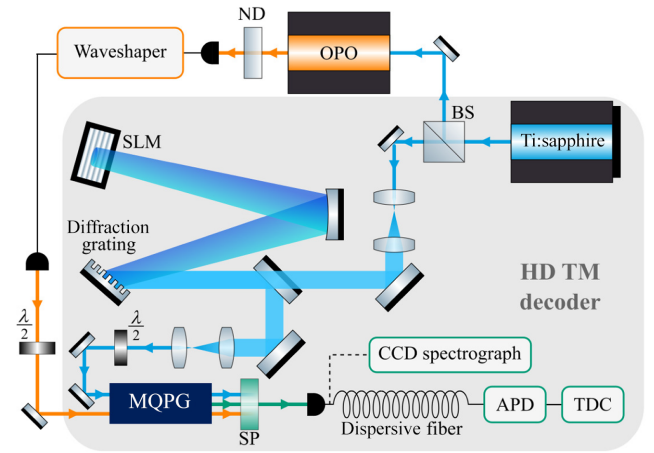 ND
Waveshaper
OPO
BS
Ti:sapphire
SLM
Diffraction
grating
HD TM
decoder
λ/2
λ/2
CCD spectrograph
MQPG
SP
Dispersive fiber
APD
TDC